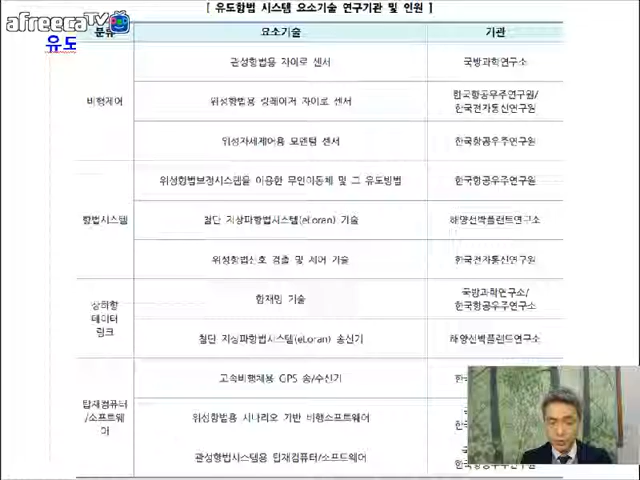 [ 유도항법 시스템 요소기술 연구기관 및 인원 ]
afreecaTV
유도
분류 요소기술 기관
관성항법용 자이로 센서 국방과학연구소
비행제어 위성항법용 링레이저 자이로 센서 한국항공우주연구원/
한국전자통신연구원
위성자세제어용 모멘텀 센서 한국항공우주연구원
위성항법보정시스템을 이용한 무인이동체 및 그 유도방법 한국항공우주연구원
항법시스템 첨단 지상파항법시스템(eLoran) 기술 해양선박플랜트연구소
위성항법신호 검출 및 제어 기술 한국전자통신연구원
상하향
데이터
링크
항재밍 기술 국방과학연구소/
한국항공우주연구원
첨단 지상파항법시스템(eLoran) 송신기 해양선박플랜트연구소
고속비행체용 GPS 송/수신기
탑재컴퓨터
/소프트웨
어
위성항법용 시나리오 기반 비행소프트웨어
관성항법시스템용 탑재컴퓨터/소프트웨어